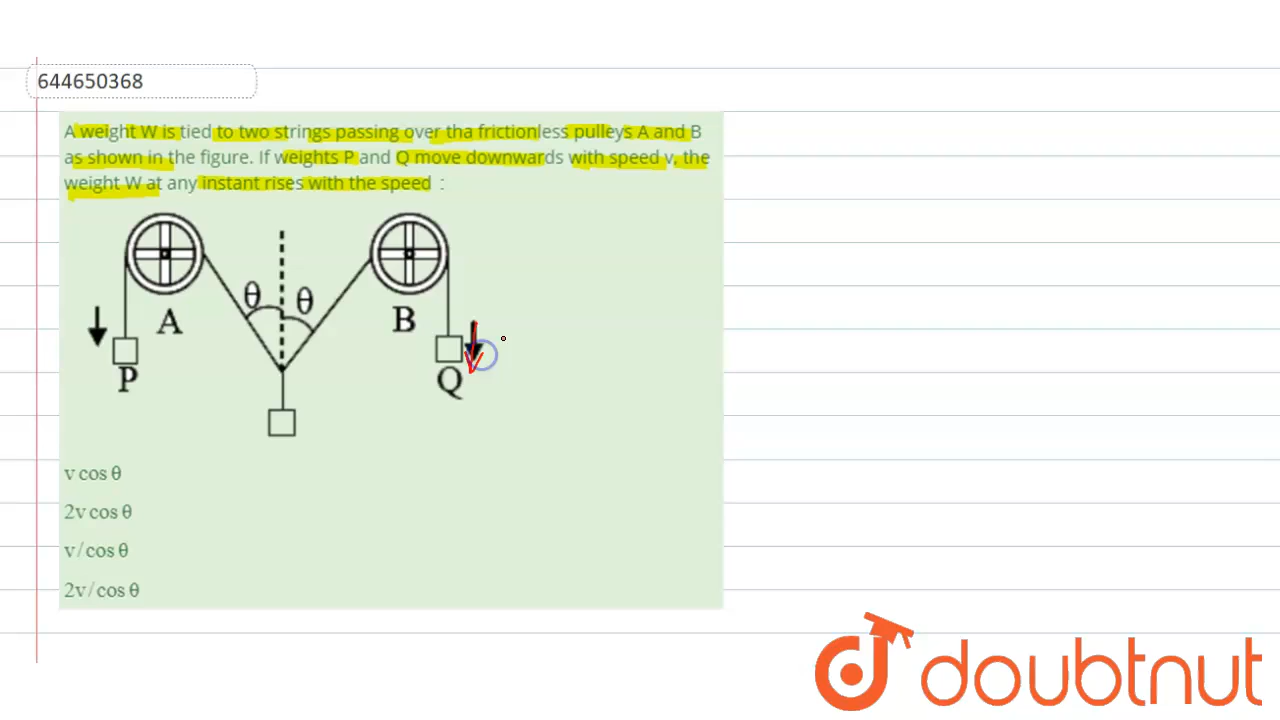 644650368
A weight W is tied to two strings passing over tha frictionless pulleys A and B
as shown in the figure. If weights P and Q move downwards with speed v, the
weight W at any instant rises with the speed :
θ θ
A B
P Q
v cos θ
2v cos θ
v/cos θ
2v/cos θ
doubtnut